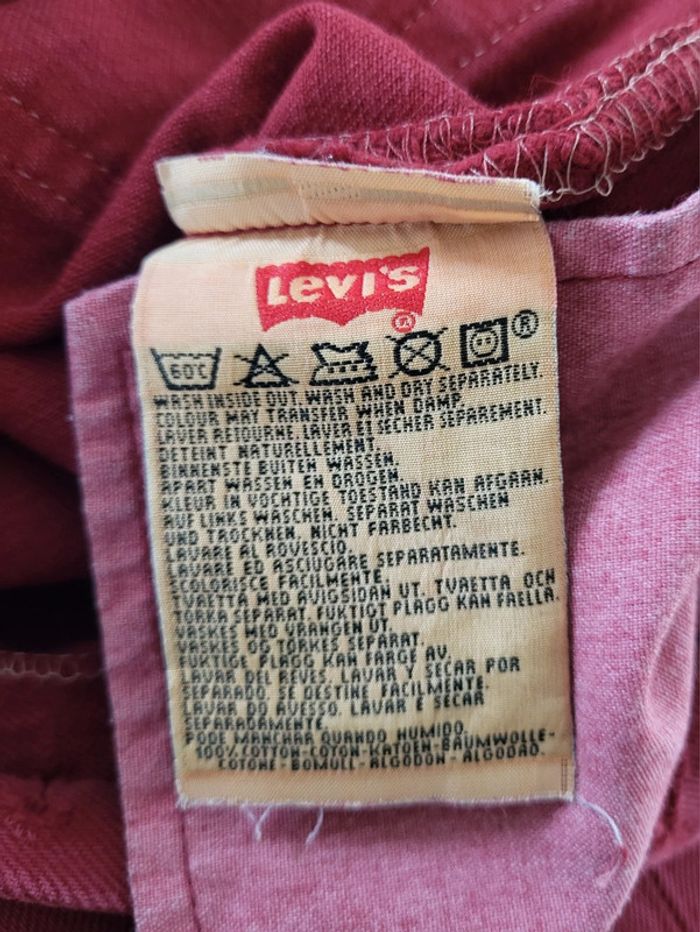 LEVI'S
®
60°C
®
WASH INSIDE OUT. WASH AND DRY SEPARATELY.
COLOUR MAY TRANSFER WHEN DAMP.
LAVER RETOURNE. LAVER ET SECHER SEPAREMENT.
DETEINT NATURELLEMENT.
BINNENSTE BUITEN WASSEN.
APART WASSEN EN DROGEN.
KLEUR IN VOCHTIGE TOESTAND KAN AFGAAN.
AUF LINKS WASCHEN. SEPARAT WASCHEN
UND TROCKNEN. NICHT FARBECHT.
LAVARE AL ROVESCIO.
LAVARE ED ASCIUGARE SEPARATAMENTE.
SCOLORISCE FACILMENTE.
TVRETTA MED AVIGSIDAN UT. TVRETTA OCH
TORKA SEPARAT. FUKTIGT PLAGG KAN FRELLA.
VASKES MED VRANGEN UT.
VASKES OG TORKES SEPARAT.
FUKTIGE PLAGG KAN FARGE AV.
LAVAR DEL REVES. LAVAR Y SECAR POR
SEPARADO. SE DESTINE FACILMENTE.
LAVAR DO AVESSO. LAVAR E SECAR
SEPARADAMENTE.
PODE MANCHAR QUANDO HUMIDO.
100% COTTON-COTON-KATOEN-BAUMWOLLE-
COTONE-BOMULL-ALGODON-ALGODAO.